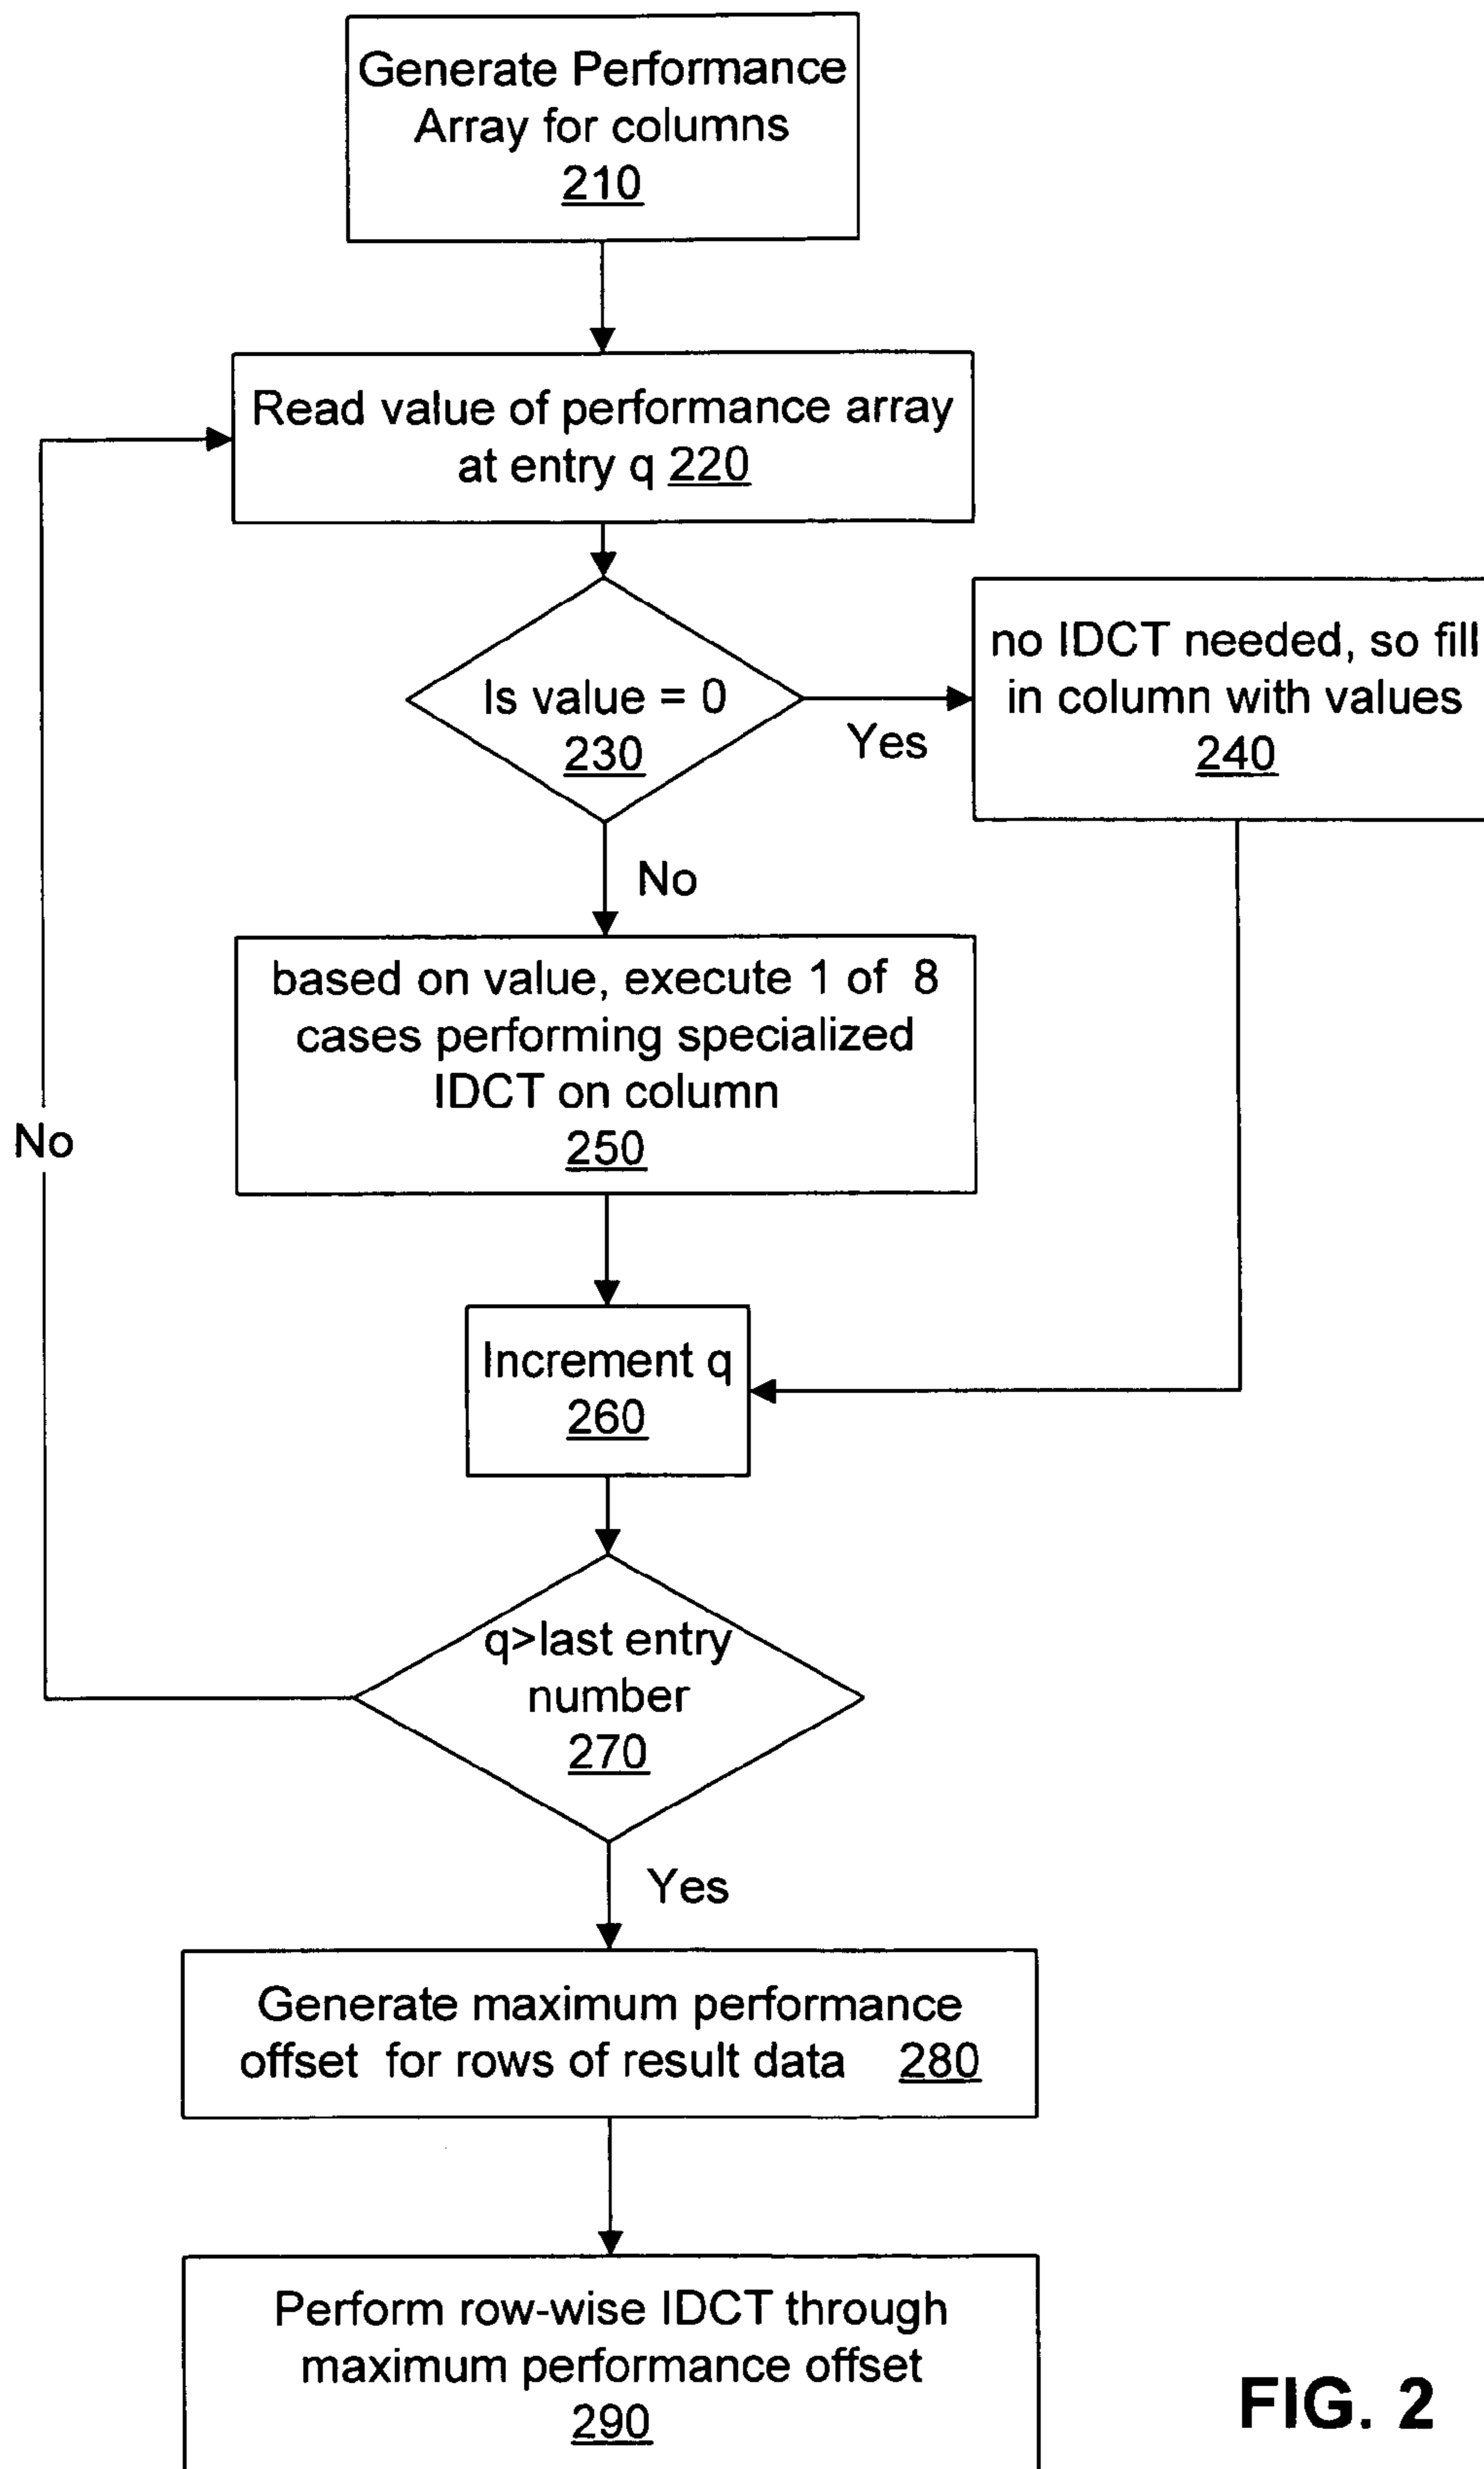 Generate Performance
Array for columns
210
Read value of performance array
at entry q 220
Is value = 0
230
Yes
no IDCT needed, so fill
in column with values
240
No
based on value, execute 1 of 8
cases performing specialized
IDCT on column
250
No
Increment q
260
q>last entry
number
270
Yes
Generate maximum performance
offset for rows of result data 280
Perform row-wise IDCT through
maximum performance offset
290
FIG. 2